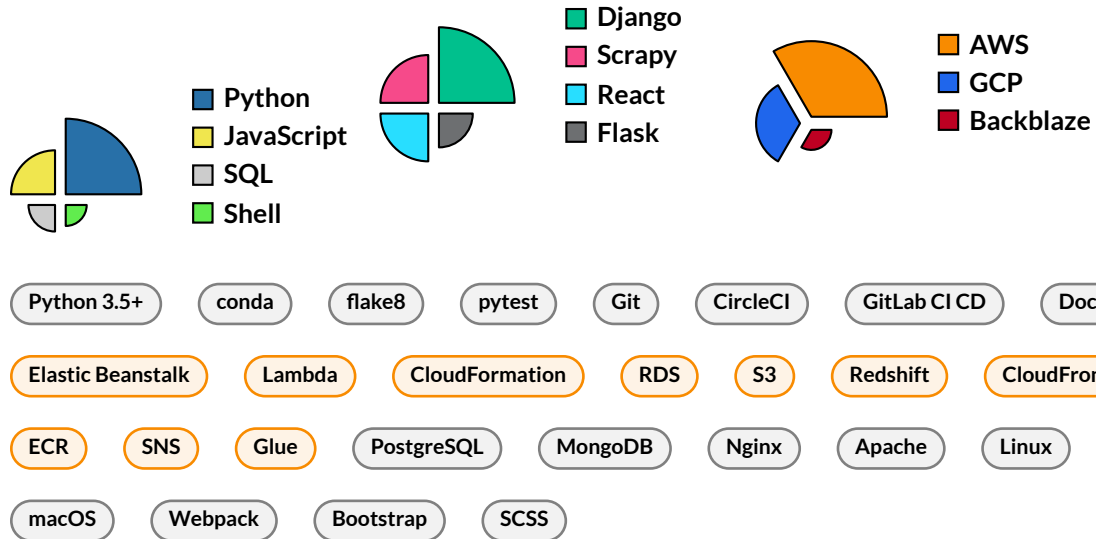 Python
JavaScript
SQL
Shell
Django
Scrapy
React
Flask
AWS
GCP
Backblaze
Python 3.5+ conda flake8 pytest Git CircleCI GitLab CI CD
Elastic Beanstalk Lambda CloudFormation RDS S3 Redshift
ECR SNS Glue PostgreSQL MongoDB Nginx Apache Linux
macOS Webpack Bootstrap SCSS